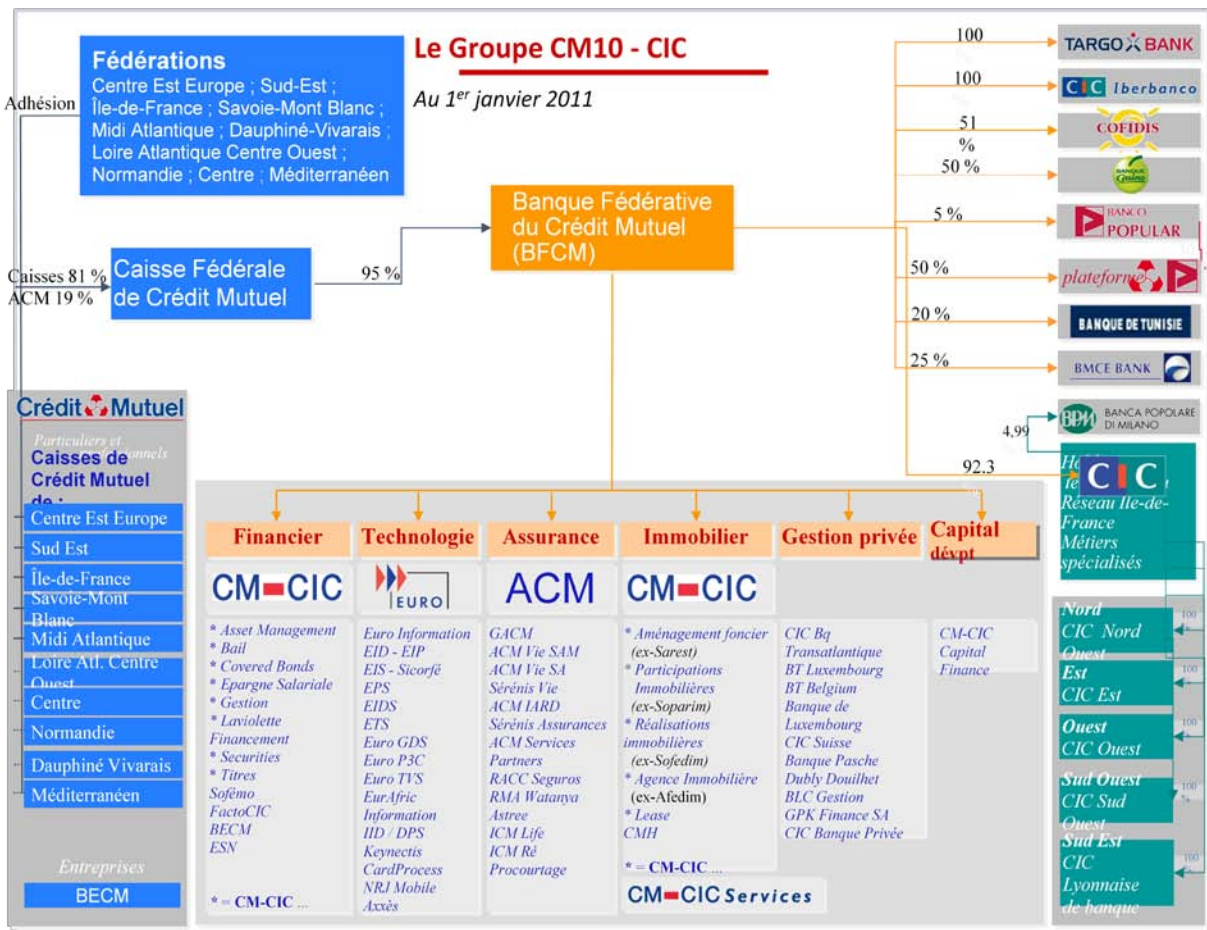 Le Groupe CM10 - CIC
Au 1er janvier 2011
Fédérations
Centre Est Europe ; Sud-Est ;
Île-de-France ; Savoie-Mont Blanc ;
Midi Atlantique ; Dauphiné-Vivarais ;
Loire Atlantique Centre Ouest ;
Normandie ; Centre ; Méditerranéen
Adhésion
Caisses 81 %
ACM 19 %
Caisse Fédérale
de Crédit Mutuel
95 %
Banque Fédérative
du Crédit Mutuel
(BFCM)
100
TARGO BANK
100
CIC Iberbanco
51
%
COFIDIS
50 %
BANQUE
Casino
5 %
BANCO
POPULAR
50 %
plateforme
20 %
BANQUE DE TUNISIE
25 %
BMCE BANK
BPM
BANCA POPOLARE
DI MILANO
4,99
92.3
CIC
Réseau Ile-de-
France
Métiers
spécialisés
Nord
CIC Nord
Ouest
100
Est
CIC Est
100
Ouest
CIC Ouest
100
Sud Ouest
CIC Sud
Ouest
100
%
Sud Est
CIC
Lyonnaise
de banque
100
Crédit Mutuel
Particuliers et
Caisses de
Crédit Mutuel
de :
Centre Est Europe
Sud Est
Île-de-France
Savoie-Mont
Blanc
Midi Atlantique
Loire Atl. Centre
Ouest
Centre
Normandie
Dauphiné Vivarais
Méditerranéen
Entreprises
BECM
Financier
CM-CIC
* Asset Management
* Bail
* Covered Bonds
* Epargne Salariale
* Gestion
* Laviolette
Financement
* Securities
* Titres
Sofémo
FactoCIC
BECM
ESN
* = CM-CIC ...
Technologie
EURO
Euro Information
EID - EIP
EIS - Sicorfé
EPS
EIDS
ETS
Euro GDS
Euro P3C
Euro TVS
EurAfric
Information
IID / DPS
Keynectis
CardProcess
NRJ Mobile
Axxès
Assurance
ACM
GACM
ACM Vie SAM
ACM Vie SA
Sérénis Vie
ACM IARD
Sérénis Assurances
ACM Services
Partners
RACC Seguros
RMA Watanya
Astree
ICM Life
ICM Ré
Procourtage
Immobilier
CM-CIC
* Aménagement foncier
(ex-Sarest)
* Participations
Immobilières
(ex-Soparim)
* Réalisations
immobilières
(ex-Sofedim)
* Agence Immobilière
(ex-Afedim)
* Lease
CMH
* = CM-CIC ...
CM-CIC Services
Gestion privée
CIC Bq
Transatlantique
BT Luxembourg
BT Belgium
Banque de
Luxembourg
CIC Suisse
Banque Pasche
Dubly Douilhet
BLC Gestion
GPK Finance SA
CIC Banque Privée
Capital
dévpt
CM-CIC
Capital
Finance